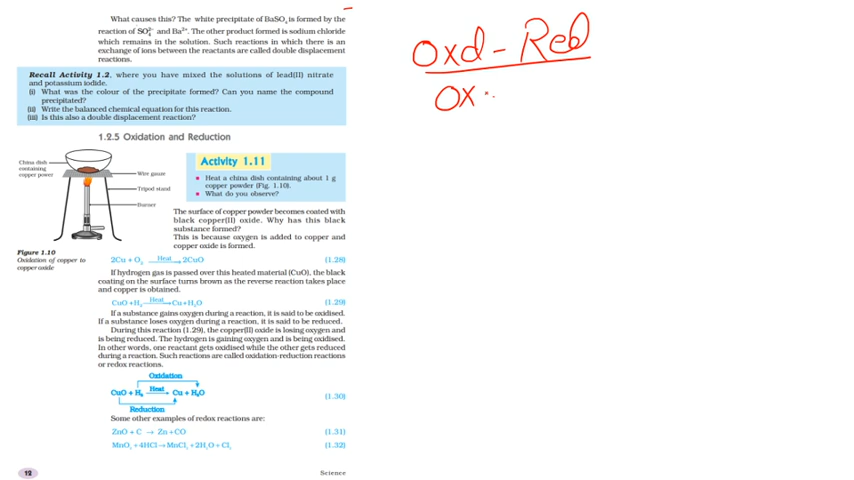 What causes this? The white precipitate of BaSO₄ is formed by the
reaction of SO₄²⁻ and Ba²⁺. The other product formed is sodium chloride
which remains in the solution. Such reactions in which there is an
exchange of ions between the reactants are called double displacement
reactions.
Recall Activity 1.2, where you have mixed the solutions of lead(II) nitrate
and potassium iodide.
(i) What was the colour of the precipitate formed? Can you name the compound
precipitated?
(ii) Write the balanced chemical equation for this reaction.
(iii) Is this also a double displacement reaction?
1.2.5 Oxidation and Reduction
China dish
containing
copper power
Wire gauze
Tripod stand
Burner
Figure 1.10
Oxidation of copper to
copper oxide
Activity 1.11
• Heat a china dish containing about 1 g
copper powder (Fig. 1.10).
• What do you observe?
The surface of copper powder becomes coated with
black copper(II) oxide. Why has this black
substance formed?
This is because oxygen is added to copper and
copper oxide is formed.
2Cu + O₂ Heat→ 2CuO (1.28)
If hydrogen gas is passed over this heated material (CuO), the black
coating on the surface turns brown as the reverse reaction takes place
and copper is obtained.
CuO +H₂ Heat→ Cu+H₂O (1.29)
If a substance gains oxygen during a reaction, it is said to be oxidised.
If a substance loses oxygen during a reaction, it is said to be reduced.
During this reaction (1.29), the copper(II) oxide is losing oxygen and
is being reduced. The hydrogen is gaining oxygen and is being oxidised.
In other words, one reactant gets oxidised while the other gets reduced
during a reaction. Such reactions are called oxidation-reduction reactions
or redox reactions.
Oxidation
CuO + H₂ Heat→ Cu + H₂O (1.30)
Reduction
Some other examples of redox reactions are:
ZnO + C → Zn + CO (1.31)
MnO₂ + 4HCl → MnCl₂ + 2H₂O + Cl₂ (1.32)
12
Science
Oxd - Red
Ox :